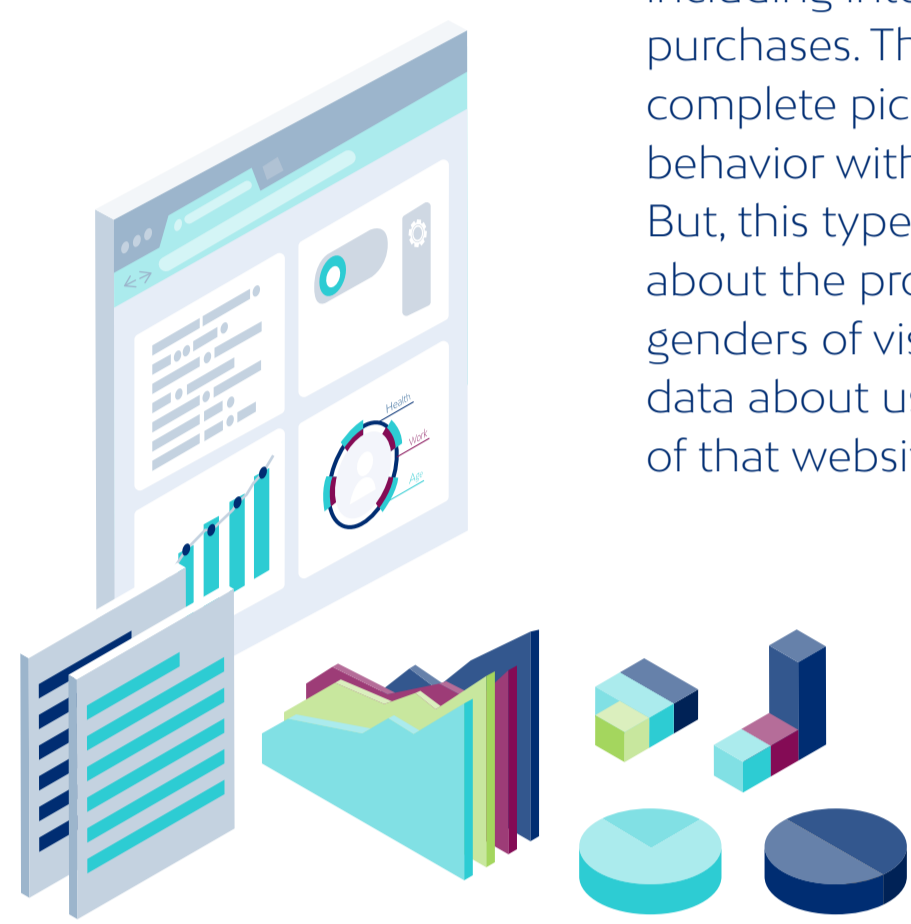 purchases. Th
complete pic
behavior with
But, this type
about the pro
genders of vis
data about us
of that websi
Health
Work
Age